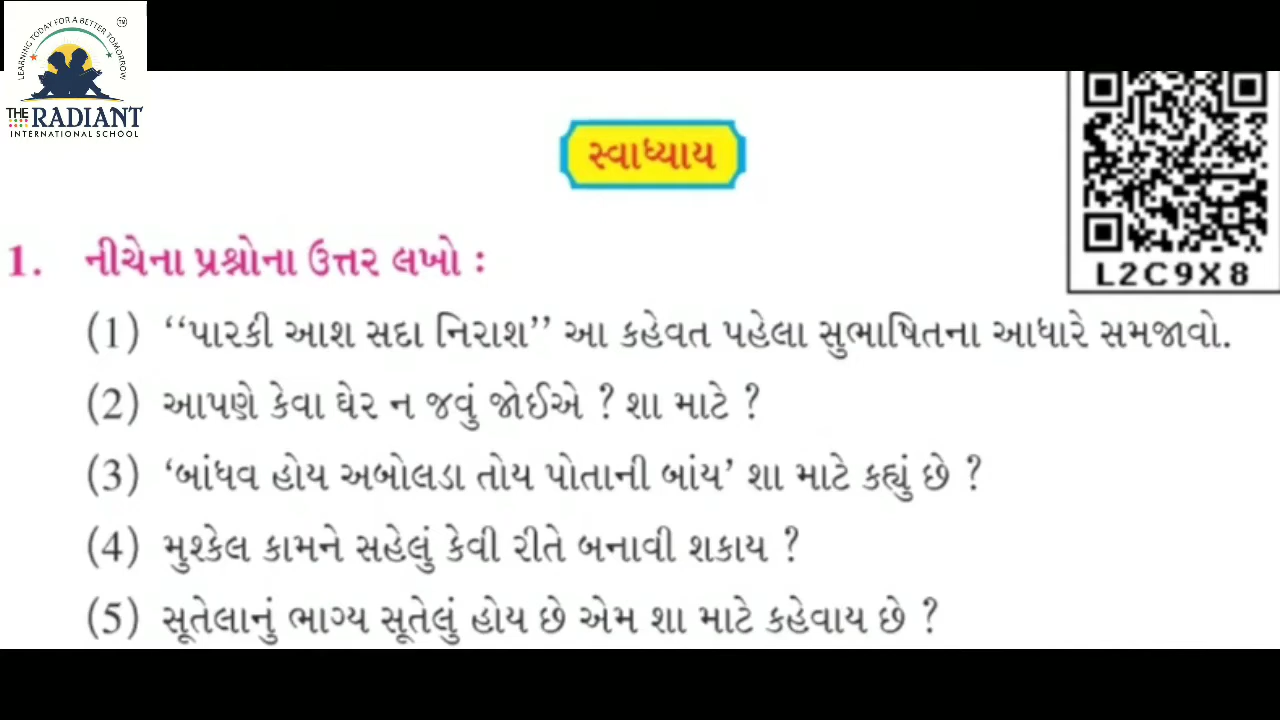 LEARNING TODAY FOR A BETTER TOMORROW
TM
THE RADIANT
INTERNATIONAL SCHOOL
સ્વાધ્યાય
L2C9X8
1. નીચેના પ્રશ્નોના ઉત્તર લખો :
(1) “પારકી આશ સદા નિરાશ” આ કહેવત પહેલા સુભાષિતના આધારે સમજાવો.
(2) આપણે કેવા ઘેર ન જવું જોઈએ ? શા માટે ?
(3) ‘બાંધવ હોય અબોલડા તોય પોતાની બાંય’ શા માટે કહ્યું છે ?
(4) મુશ્કેલ કામને સહેલું કેવી રીતે બનાવી શકાય ?
(5) સૂતેલાનું ભાગ્ય સૂતેલું હોય છે એમ શા માટે કહેવાય છે ?